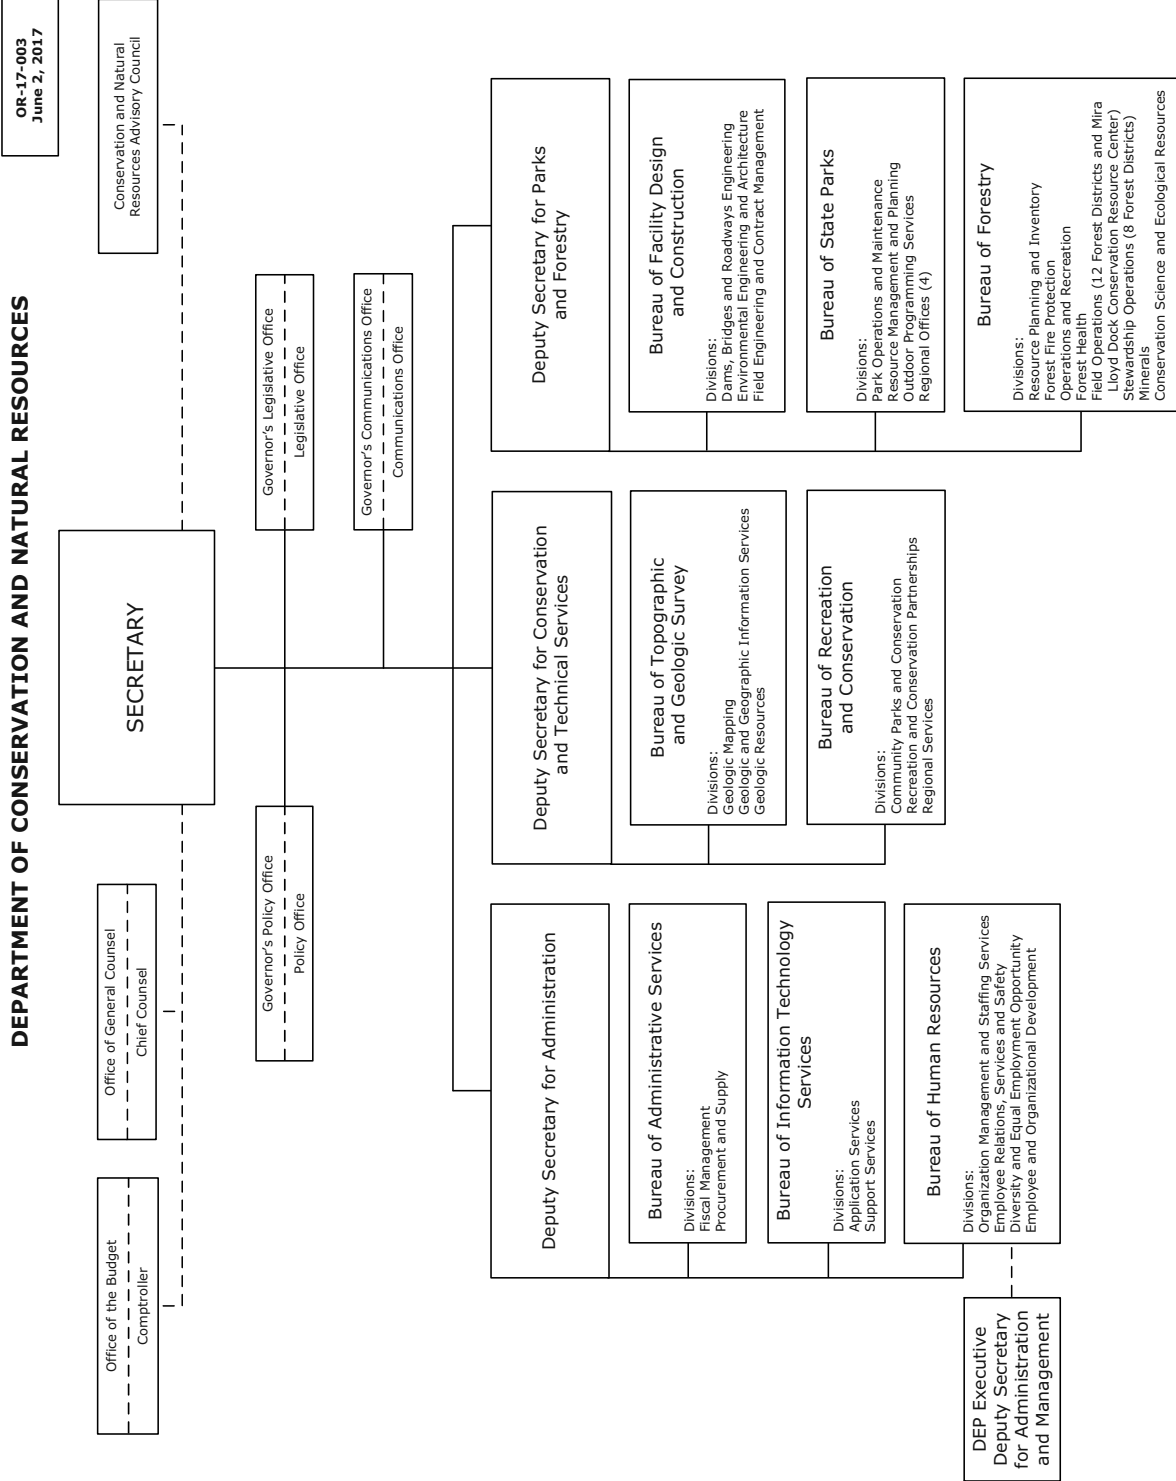 OR-17-003
June 2, 2017
DEPARTMENT OF CONSERVATION AND NATURAL RESOURCES
Office of the Budget
Comptroller
Office of General Counsel
Chief Counsel
SECRETARY
Conservation and Natural
Resources Advisory Council
Governor's Policy Office
Policy Office
Governor's Legislative Office
Legislative Office
Governor's Communications Office
Communications Office
Deputy Secretary for Administration
Bureau of Administrative Services
Divisions:
Fiscal Management
Procurement and Supply
Bureau of Information Technology
Services
Divisions:
Application Services
Support Services
Bureau of Human Resources
Divisions:
Organization Management and Staffing Services
Employee Relations, Services and Safety
Diversity and Equal Employment Opportunity
Employee and Organizational Development
DEP Executive
Deputy Secretary
for Administration
and Management
Deputy Secretary for Conservation
and Technical Services
Bureau of Topographic
and Geologic Survey
Divisions:
Geologic Mapping
Geologic and Geographic Information Services
Geologic Resources
Bureau of Recreation
and Conservation
Divisions:
Community Parks and Conservation
Recreation and Conservation Partnerships
Regional Services
Deputy Secretary for Parks
and Forestry
Bureau of Facility Design
and Construction
Divisions:
Dams, Bridges and Roadways Engineering
Environmental Engineering and Architecture
Field Engineering and Contract Management
Bureau of State Parks
Divisions:
Park Operations and Maintenance
Resource Management and Planning
Outdoor Programming Services
Regional Offices (4)
Bureau of Forestry
Divisions:
Resource Planning and Inventory
Forest Fire Protection
Operations and Recreation
Forest Health
Field Operations (12 Forest Districts and Mira
Lloyd Dock Conservation Resource Center)
Stewardship Operations (8 Forest Districts)
Minerals
Conservation Science and Ecological Resources